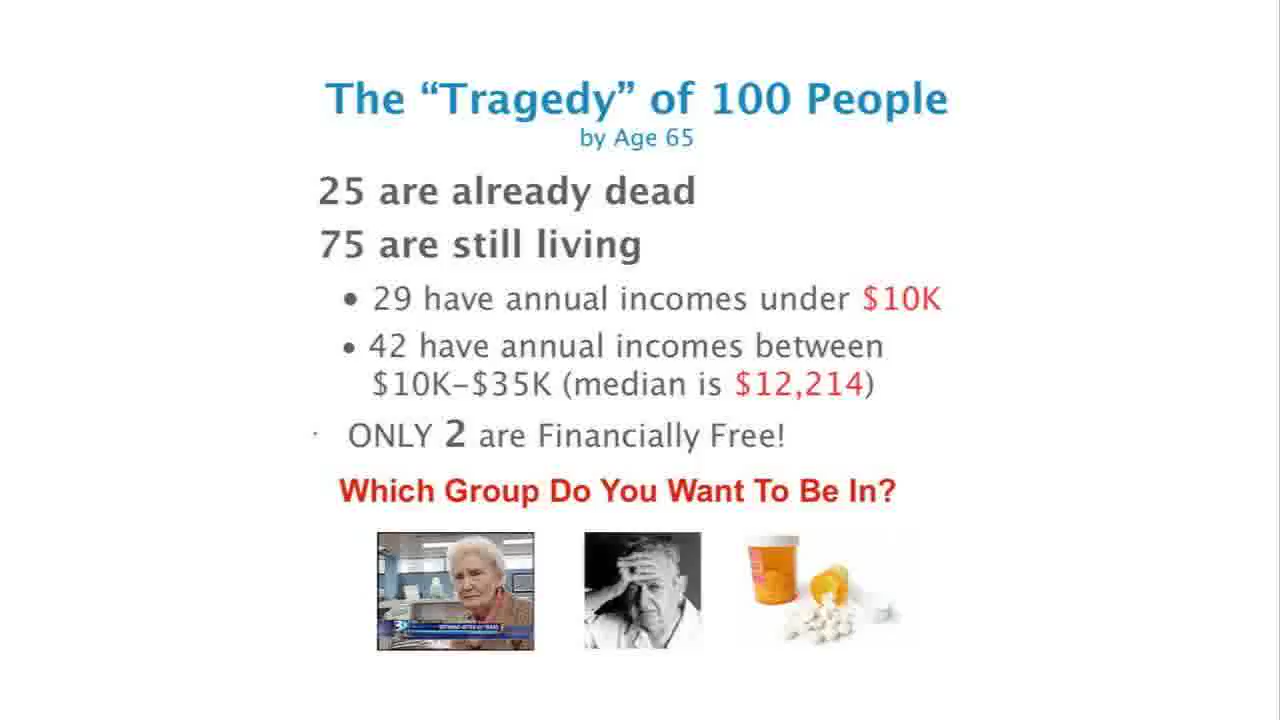 The “Tragedy” of 100 People
by Age 65
25 are already dead
75 are still living
• 29 have annual incomes under $10K
• 42 have annual incomes between
$10K–$35K (median is $12,214)
· ONLY 2 are Financially Free!
Which Group Do You Want To Be In?